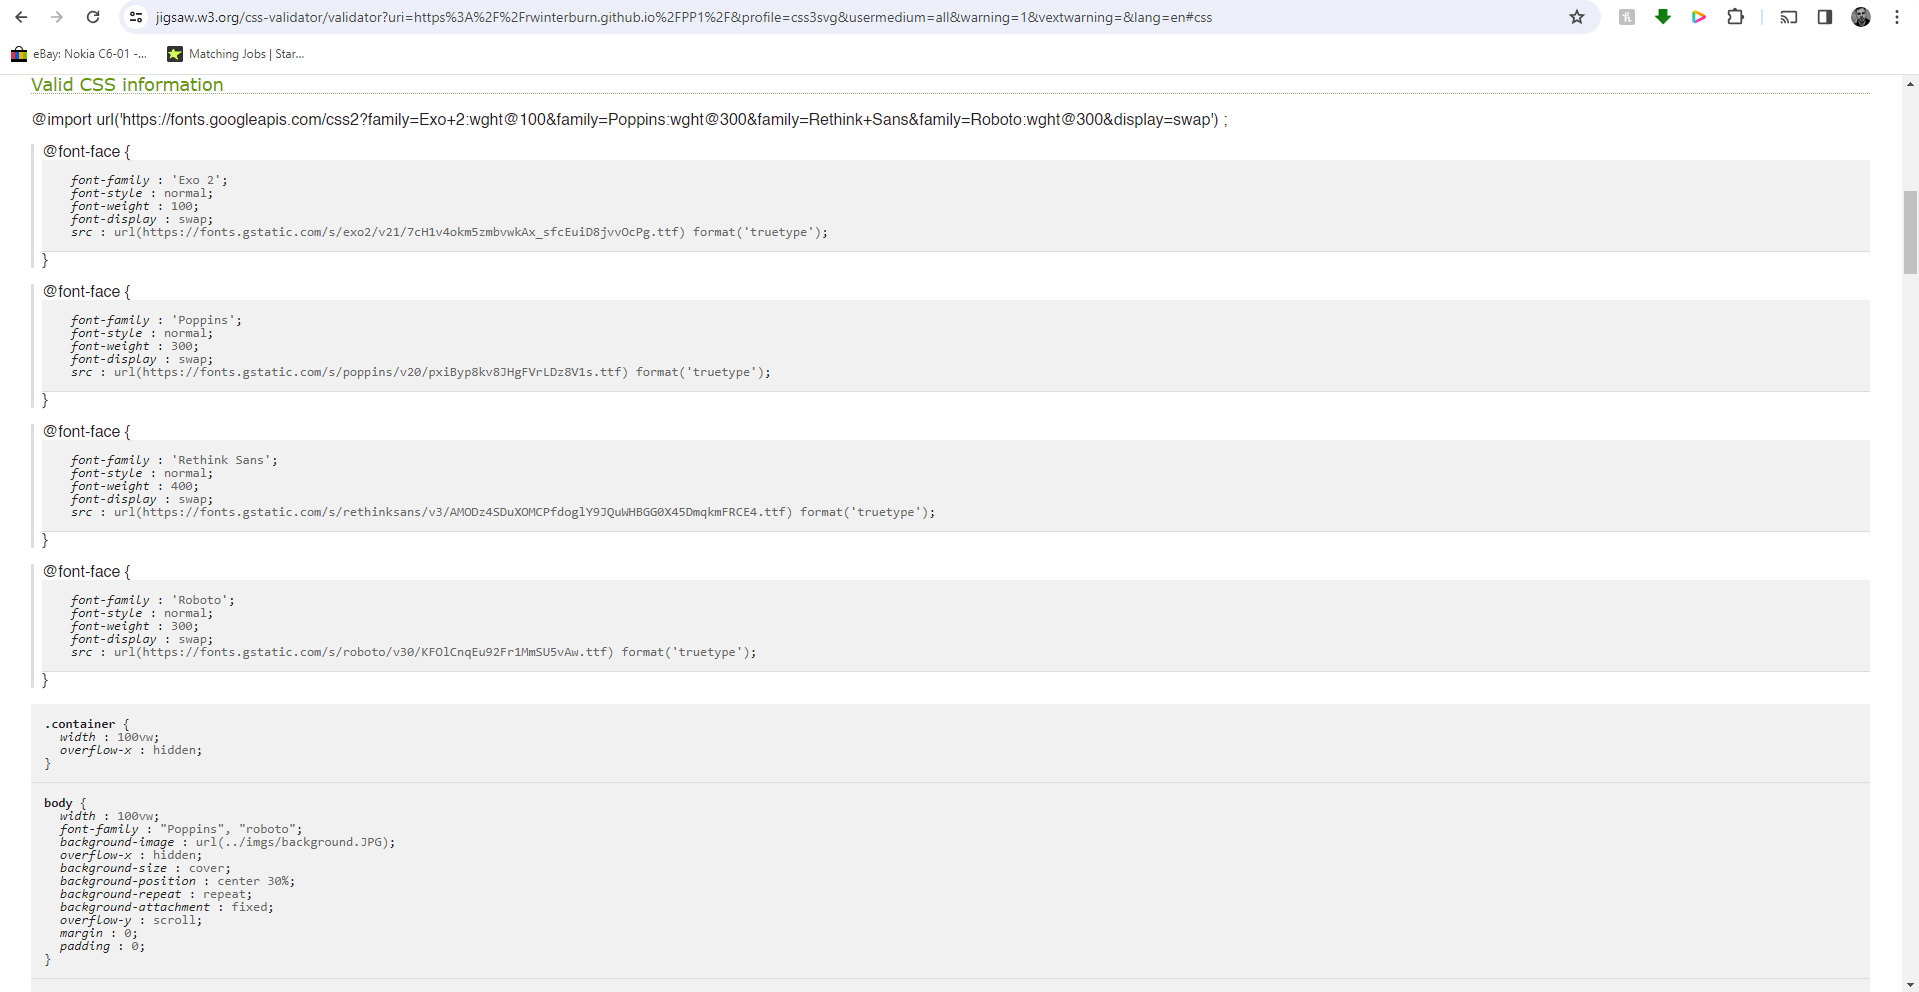 jigsaw.w3.org/css-validator/validator?uri=https%3A%2F%2Frwinterburn.github.io%2FPP1%2F&profile=css3svg&usermedium=all&warning=1&vextwarning=&lang=en#css
eBay: Nokia C6-01 -... Matching Jobs | Star...
Valid CSS information
@import url('https://fonts.googleapis.com/css2?family=Exo+2:wght@100&family=Poppins:wght@300&family=Rethink+Sans&family=Roboto:wght@300&display=swap') ;
@font-face {
font-family : 'Exo 2';
font-style : normal;
font-weight : 100;
font-display : swap;
src : url(https://fonts.gstatic.com/s/exo2/v21/7cH1v4okm5zmbvwkAx_sfcEuiD8jvvOcPg.ttf) format('truetype');
}
@font-face {
font-family : 'Poppins';
font-style : normal;
font-weight : 300;
font-display : swap;
src : url(https://fonts.gstatic.com/s/poppins/v20/pxiByp8kv8JHgFVrLDz8V1s.ttf) format('truetype');
}
@font-face {
font-family : 'Rethink Sans';
font-style : normal;
font-weight : 400;
font-display : swap;
src : url(https://fonts.gstatic.com/s/rethinksans/v3/AMODz4SDuXOMCPfdoglY9JQuWHBGG0X45DmqkmFRCE4.ttf) format('truetype');
}
@font-face {
font-family : 'Roboto';
font-style : normal;
font-weight : 300;
font-display : swap;
src : url(https://fonts.gstatic.com/s/roboto/v30/KFOlCnqEu92Fr1MmSU5vAw.ttf) format('truetype');
}
.container {
width : 100vw;
overflow-x : hidden;
}
body {
width : 100vw;
font-family : "Poppins", "roboto";
background-image : url(../imgs/background.JPG);
overflow-x : hidden;
background-size : cover;
background-position : center 30%;
background-repeat : repeat;
background-attachment : fixed;
overflow-y : scroll;
margin : 0;
padding : 0;
}